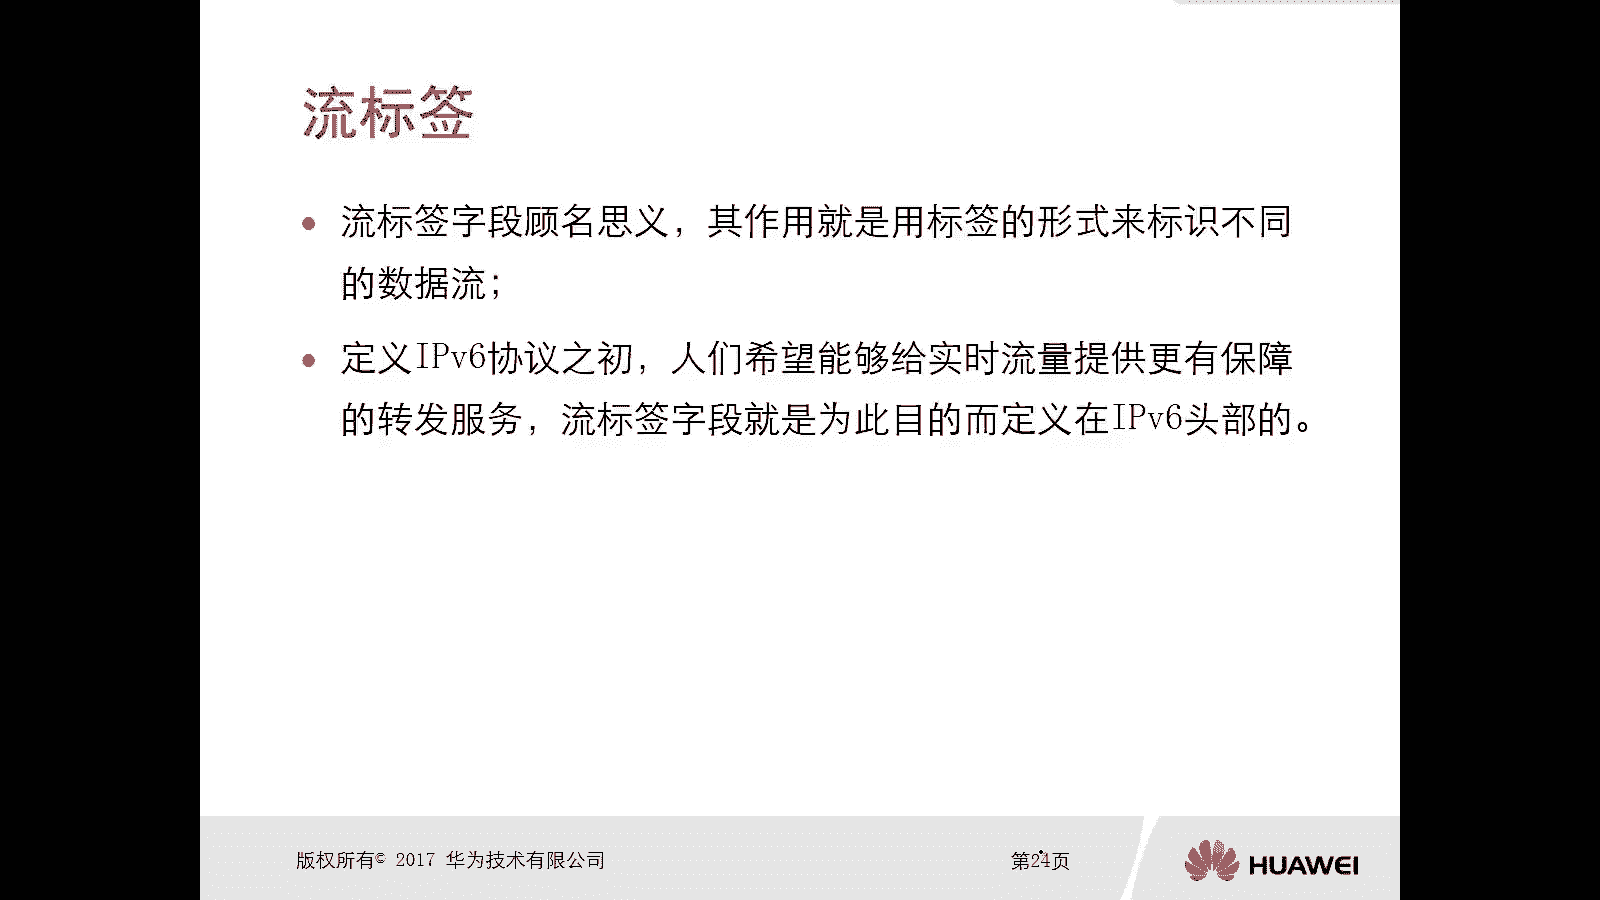 流标签
流标签字段顾名思义，其作用就是用标签的形式来标识不同
的数据流；
定义IPv6协议之初，人们希望能够给实时流量提供更有保障
的转发服务，流标签字段就是为此目的而定义在IPv6头部的。
版权所有© 2017 华为技术有限公司
第24页
HUAWEI